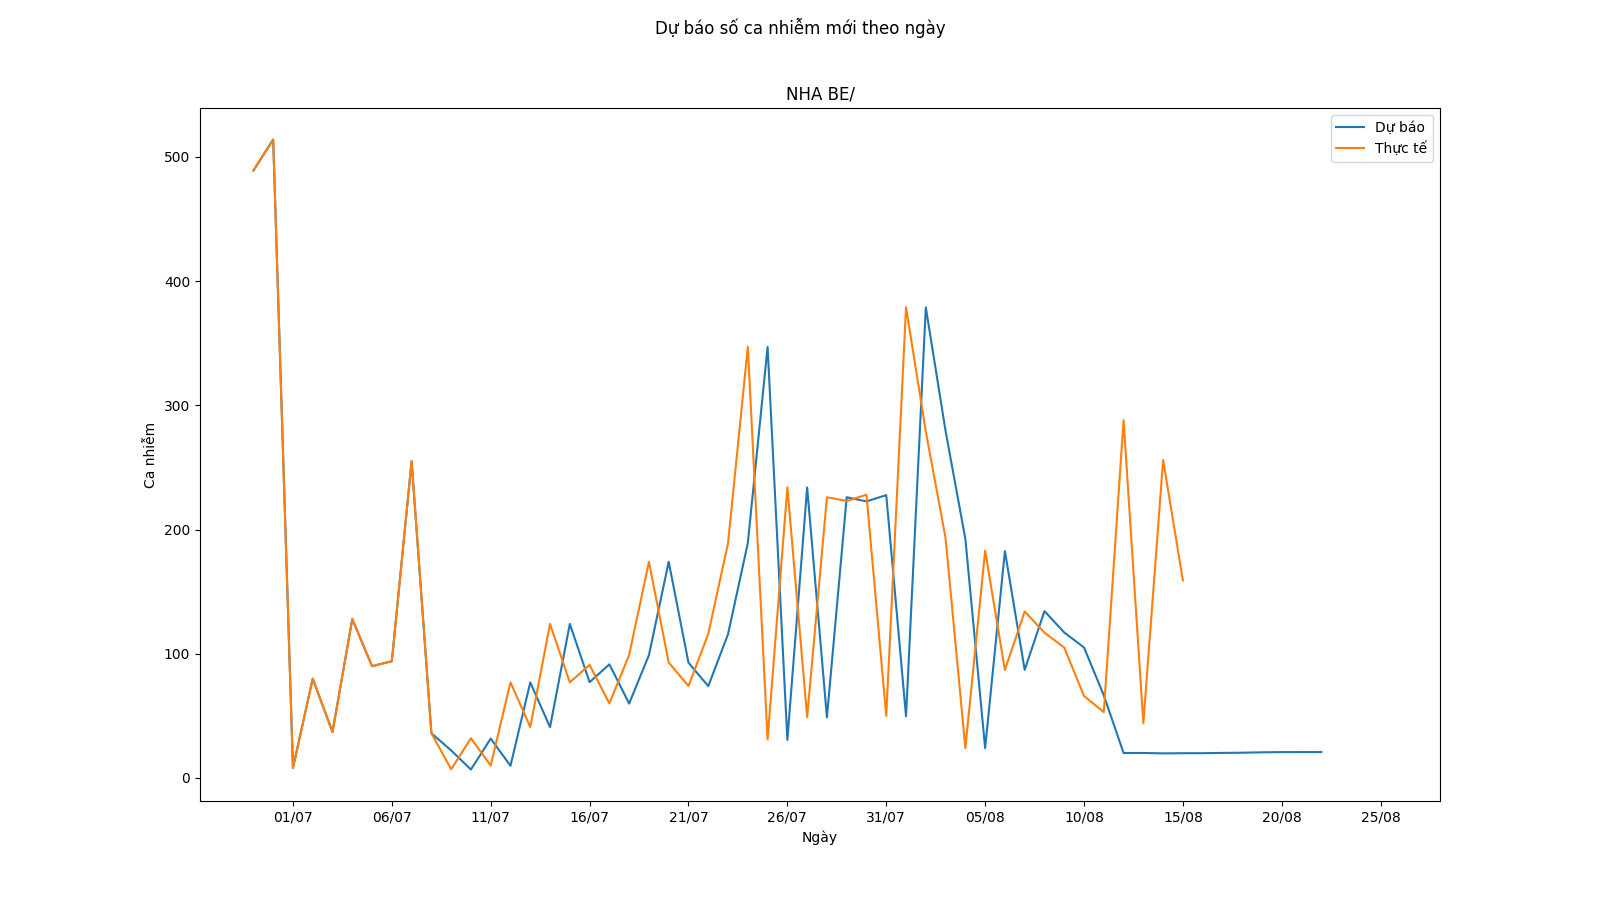 Dự báo số ca nhiễm mới theo ngày
NHA BE/
Dự báo
Thực tế
500
400
300
200
100
0
Ca nhiễm
01/07 06/07 11/07 16/07 21/07 26/07 31/07 05/08 10/08 15/08 20/08 25/08
Ngày